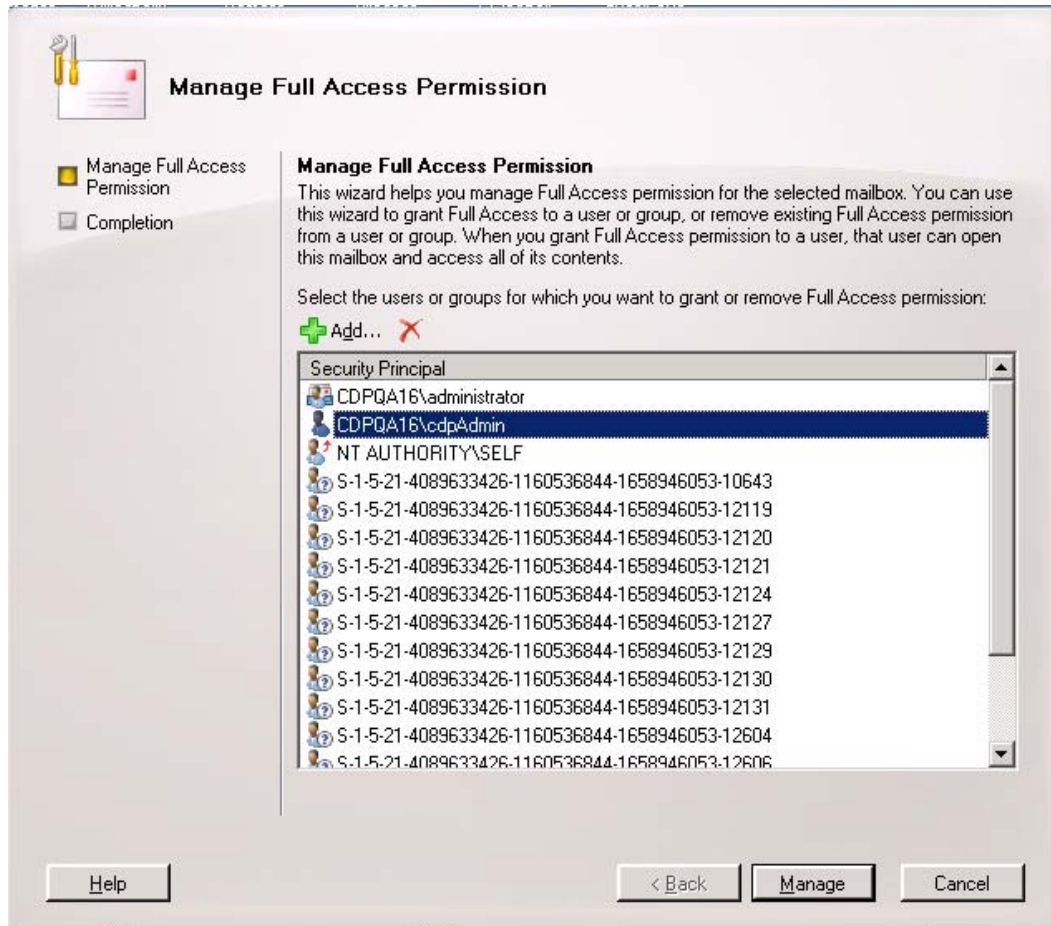 Manage Full Access Permission
Manage Full Access
Permission
Completion
Manage Full Access Permission
This wizard helps you manage Full Access permission for the selected mailbox. You can use
this wizard to grant Full Access to a user or group, or remove existing Full Access permission
from a user or group. When you grant Full Access permission to a user, that user can open
this mailbox and access all of its contents.
Select the users or groups for which you want to grant or remove Full Access permission:
Add...
Security Principal
CDPQA16\administrator
CDPQA16\cdpAdmin
NT AUTHORITY\SELF
S-1-5-21-4089633426-1160536844-1658946053-10643
S-1-5-21-4089633426-1160536844-1658946053-12119
S-1-5-21-4089633426-1160536844-1658946053-12120
S-1-5-21-4089633426-1160536844-1658946053-12121
S-1-5-21-4089633426-1160536844-1658946053-12124
S-1-5-21-4089633426-1160536844-1658946053-12127
S-1-5-21-4089633426-1160536844-1658946053-12129
S-1-5-21-4089633426-1160536844-1658946053-12130
S-1-5-21-4089633426-1160536844-1658946053-12131
S-1-5-21-4089633426-1160536844-1658946053-12604
S-1-5-21-4089633426-1160536844-1658946053-12606
Help
< Back
Manage
Cancel